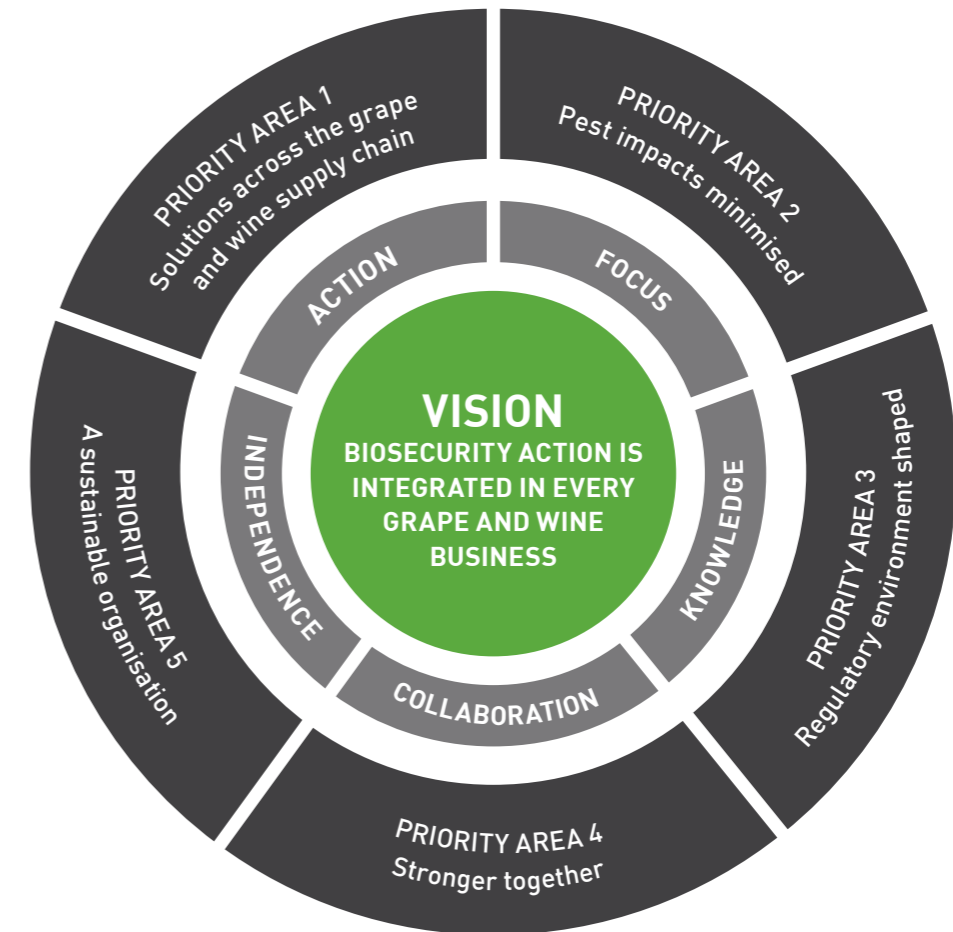 VISION
BIOSECURITY ACTION IS
INTEGRATED IN EVERY
GRAPE AND WINE
BUSINESS
ACTION
FOCUS
KNOWLEDGE
COLLABORATION
INDEPENDENCE
PRIORITY AREA 1
Solutions across the grape
and wine supply chain
PRIORITY AREA 2
Pest impacts minimised
PRIORITY AREA 3
Regulatory environment shaped
PRIORITY AREA 4
Stronger together
PRIORITY AREA 5
A sustainable organisation